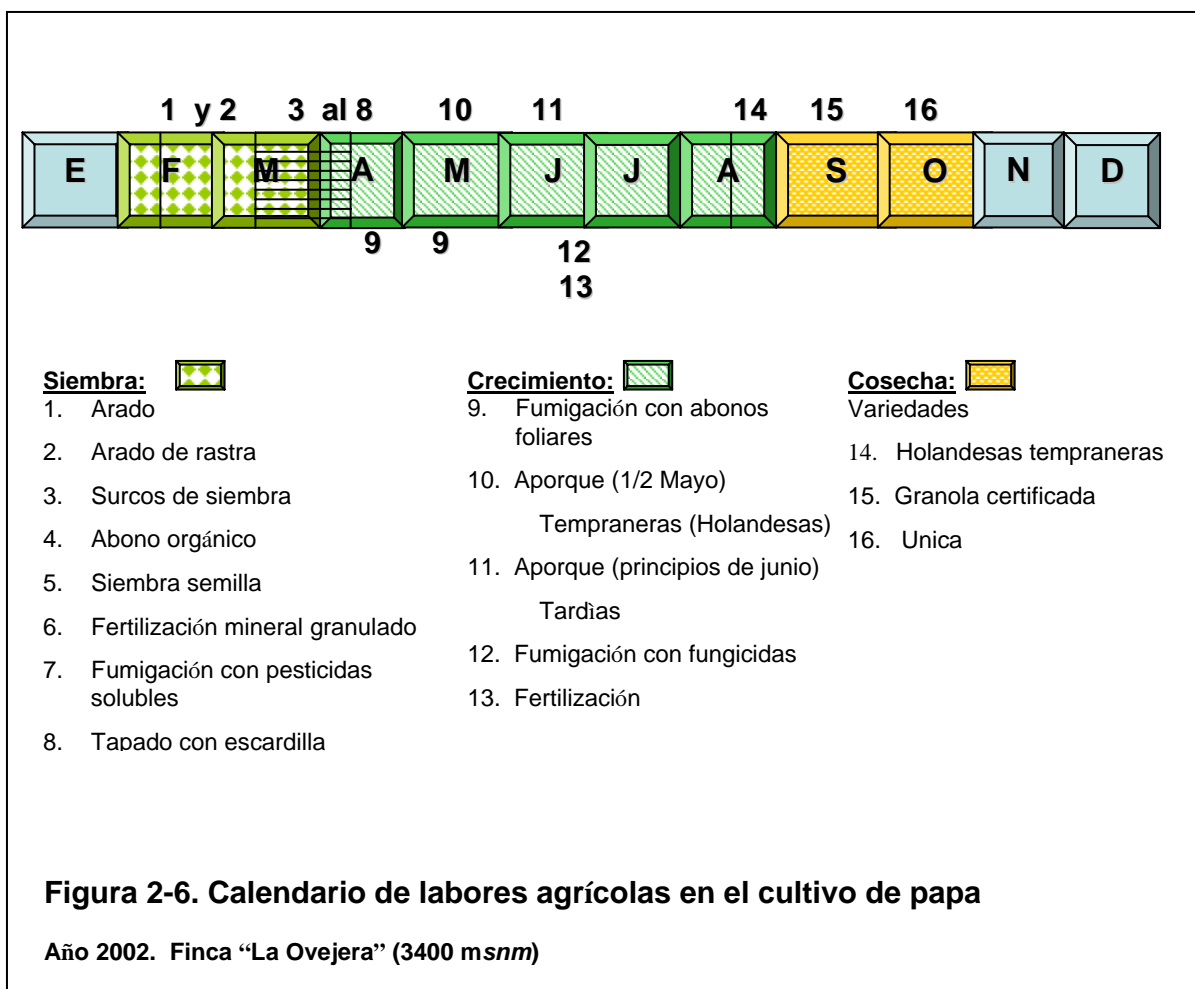 1 y 2 3 al 8 10 11 14 15 16
E F M A M J J A S O N D
9 9 12
13
Siembra:
1. Arado
2. Arado de rastra
3. Surcos de siembra
4. Abono orgánico
5. Siembra semilla
6. Fertilización mineral granulado
7. Fumigación con pesticidas
solubles
8. Tapado con escardilla
Crecimiento:
9. Fumigación con abonos
foliares
10. Aporque (1/2 Mayo)
Tempraneras (Holandesas)
11. Aporque (principios de junio)
Tardìas
12. Fumigación con fungicidas
13. Fertilización
Cosecha:
Variedades
14. Holandesas tempraneras
15. Granola certificada
16. Unica
Figura 2-6. Calendario de labores agrícolas en el cultivo de papa
Año 2002. Finca “La Ovejera” (3400 msnm)